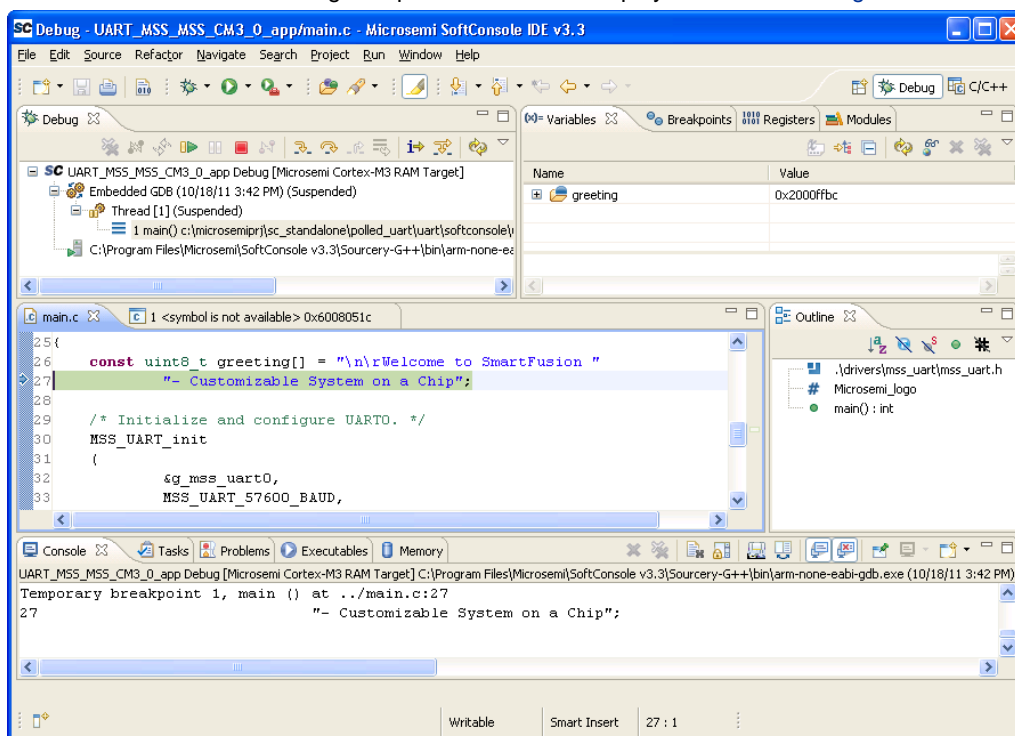 SC Debug - UART_MSS_MSS_CM3_0_app/main.c - Microsemi SoftConsole IDE v3.3
File Edit Source Refactor Navigate Search Project Run Window Help
Debug C/C++
Debug
(x)= Variables Breakpoints Registers Modules
SC UART_MSS_MSS_CM3_0_app Debug [Microsemi Cortex-M3 RAM Target]
Embedded GDB (10/18/11 3:42 PM) (Suspended)
Thread [1] (Suspended)
1 main() c:\microsemiprj\sc_standalone\polled_uart\uart\softconsole\
C:\Program Files\Microsemi\SoftConsole v3.3\Sourcery-G++\bin\arm-none-ea
Name Value
greeting 0x2000ffbc
main.c 1 <symbol is not available> 0x6008051c
25 {
26 const uint8_t greeting[] = "\n\rWelcome to SmartFusion "
27 "- Customizable System on a Chip";
28
29 /* Initialize and configure UART0. */
30 MSS_UART_init
31 (
32 &g_mss_uart0,
33 MSS_UART_57600_BAUD,
Outline
.\drivers\mss_uart\mss_uart.h
# Microsemi_logo
main() : int
Console Tasks Problems Executables Memory
UART_MSS_MSS_CM3_0_app Debug [Microsemi Cortex-M3 RAM Target] C:\Program Files\Microsemi\SoftConsole v3.3\Sourcery-G++\bin\arm-none-eabi-gdb.exe (10/18/11 3:42 PM)
Temporary breakpoint 1, main () at ../main.c:27
27 "- Customizable System on a Chip";
Writable Smart Insert 27 : 1